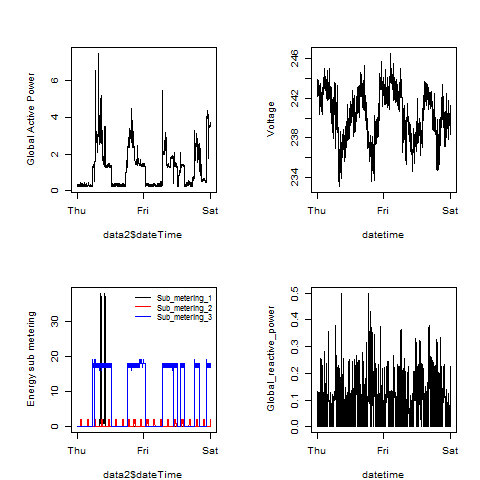 Global Active Power
6
4
2
0
Thu Fri Sat
data2$dateTime
Voltage
246
242
238
234
Thu Fri Sat
datetime
Energy sub metering
30
20
10
0
Sub_metering_1
Sub_metering_2
Sub_metering_3
Thu Fri Sat
data2$dateTime
Global_reactive_power
0.5
0.4
0.3
0.2
0.1
0.0
Thu Fri Sat
datetime